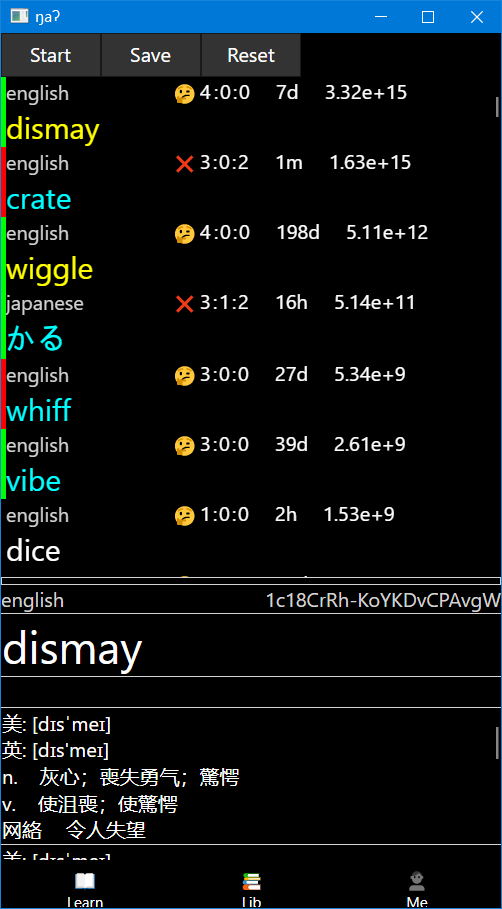 ŋaʔ
Start Save Reset
english 🤔 4:0:0 7d 3.32e+15
dismay
english ❌ 3:0:2 1m 1.63e+15
crate
english 🤔 4:0:0 198d 5.11e+12
wiggle
japanese ❌ 3:1:2 16h 5.14e+11
かる
english 🤔 3:0:0 27d 5.34e+9
whiff
english 🤔 3:0:0 39d 2.61e+9
vibe
english 🤔 1:0:0 2h 1.53e+9
dice
english 1c18CrRh-KoYKDvCPAvgW
dismay
美: [dɪsˈmeɪ]
英: [dɪs'meɪ]
n. 灰心；喪失勇气；驚愕
v. 使沮喪；使驚愕
网絡 令人失望
美: [dɪsˈmeɪ]
Learn Lib Me